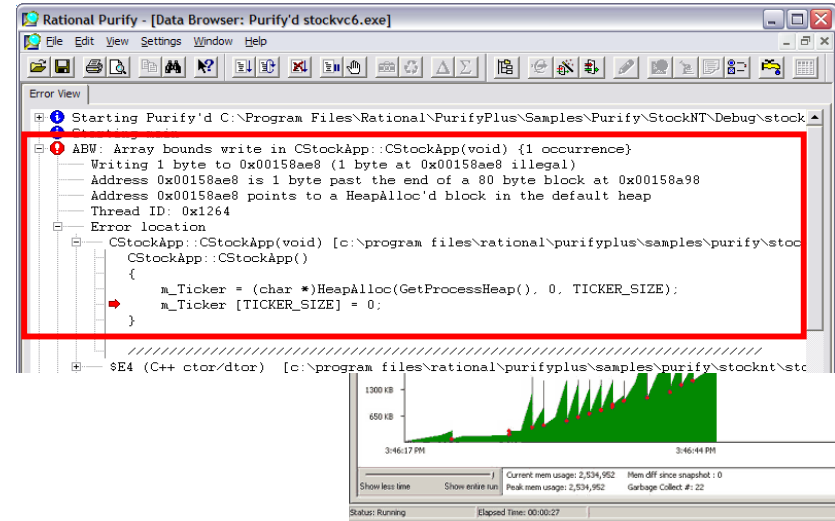 Rational Purify - [Data Browser: Purify'd stockvc6.exe]
File Edit View Settings Window Help
Error View
Starting Purify'd C:\Program Files\Rational\PurifyPlus\Samples\Purify\StockNT\Debug\stock
Starting main
ABW: Array bounds write in CStockApp::CStockApp(void) {1 occurrence}
Writing 1 byte to 0x00158ae8 (1 byte at 0x00158ae8 illegal)
Address 0x00158ae8 is 1 byte past the end of a 80 byte block at 0x00158a98
Address 0x00158ae8 points to a HeapAlloc'd block in the default heap
Thread ID: 0x1264
Error location
CStockApp::CStockApp(void) [c:\program files\rational\purifyplus\samples\purify\stoc
CStockApp::CStockApp()
{
m_Ticker = (char *)HeapAlloc(GetProcessHeap(), 0, TICKER_SIZE);
m_Ticker [TICKER_SIZE] = 0;
}
$E4 (C++ ctor/dtor) [c:\program files\rational\purifyplus\samples\purify\stocknt\stc
1300 KB
650 KB
3:46:17 PM 3:46:44 PM
Show less time Show entire run
Current mem usage: 2,534,952 Mem diff since snapshot : 0
Peak mem usage: 2,534,952 Garbage Collect #: 22
Status: Running Elapsed Time: 00:00:27